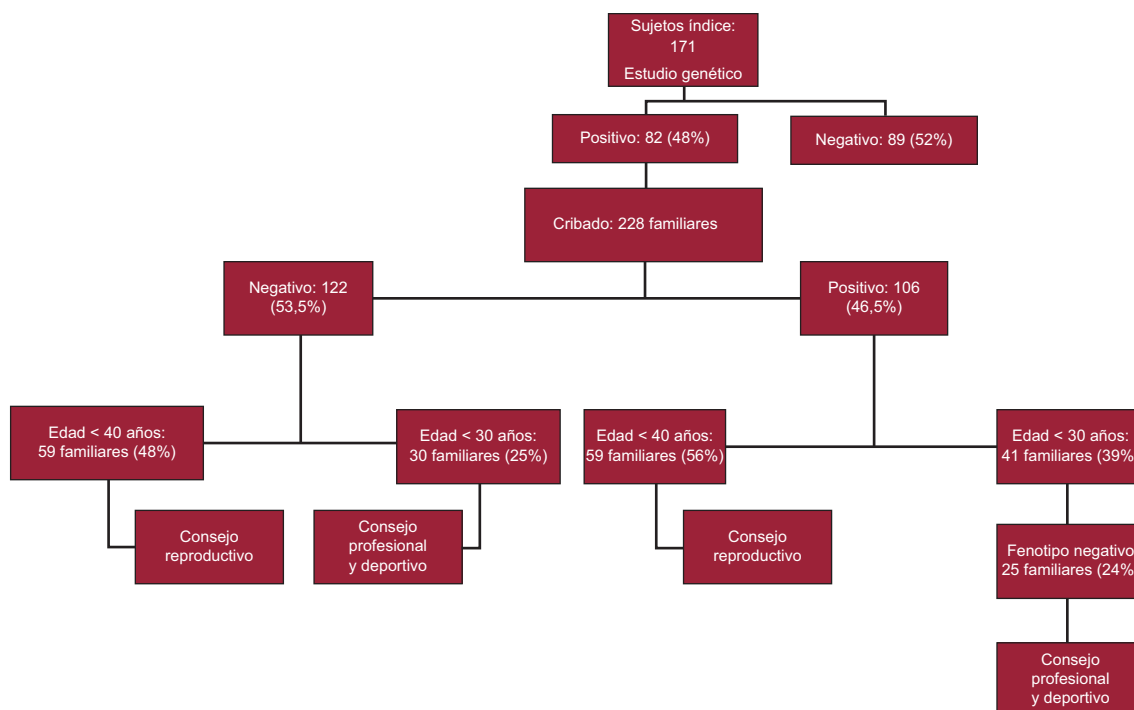 Sujetos índice:
171
Estudio genético
Positivo: 82 (48%)
Negativo: 89 (52%)
Cribado: 228 familiares
Negativo: 122
(53,5%)
Positivo: 106
(46,5%)
Edad < 40 años:
59 familiares (48%)
Edad < 30 años:
30 familiares (25%)
Edad < 40 años:
59 familiares (56%)
Edad < 30 años:
41 familiares (39%
Consejo
reproductivo
Consejo
profesional
y deportivo
Consejo
reproductivo
Fenotipo negativo
25 familiares (24%
Consejo
profesional
y deportivo